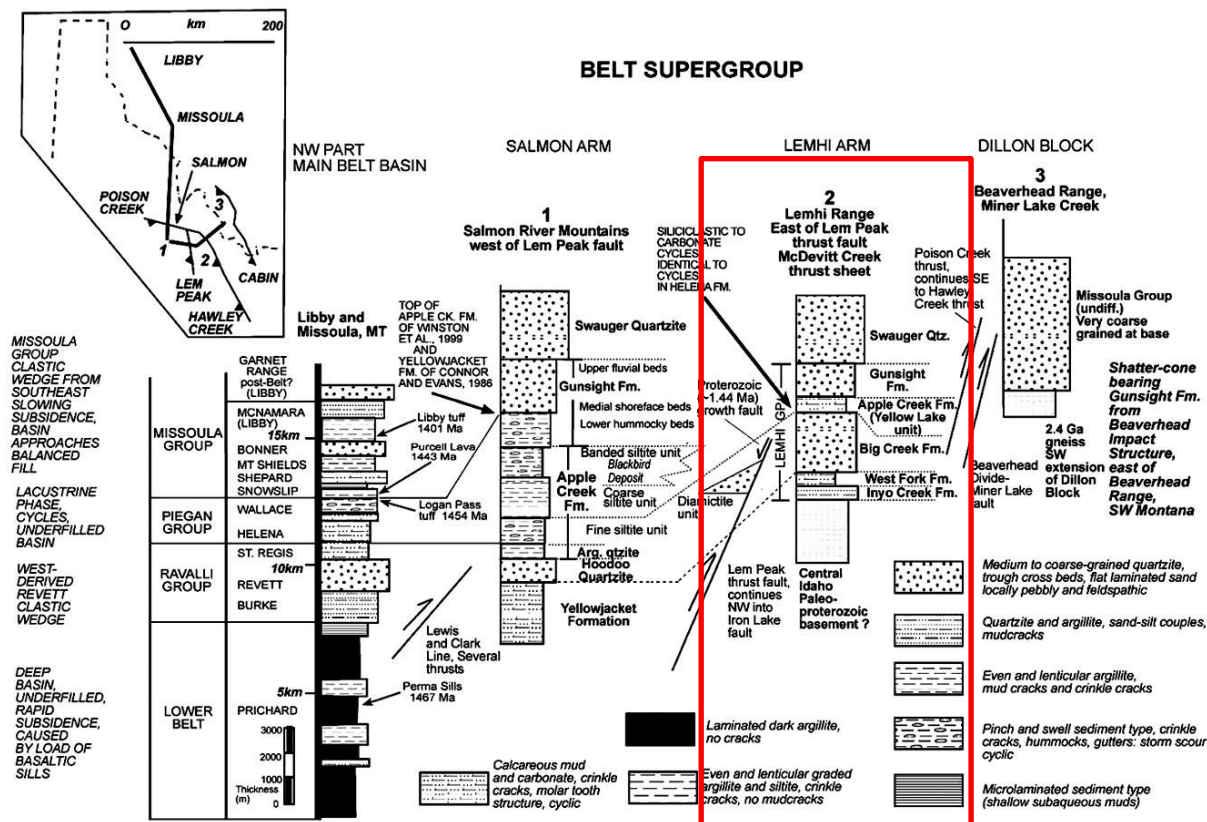 BELT SUPERGROUP
O km 200
LIBBY
MISSOULA
SALMON
POISON
CREEK
3
1
2
LEM
PEAK
CABIN
HAWLEY
CREEK
NW PART
MAIN BELT BASIN
SALMON ARM
LEMHI ARM
DILLON BLOCK
1
Salmon River Mountains
west of Lem Peak fault
2
Lemhi Range
East of Lem Peak
thrust fault
McDevitt Creek
thrust sheet
3
Beaverhead Range,
Miner Lake Creek
SILICICLASTIC TO
CARBONATE
CYCLES
IDENTICAL TO
CYCLES
IN HELENA FM.
Poison Creek
thrust, continues SE
to Hawley
Creek thrust
Libby and
Missoula, MT
TOP OF
APPLE CK. FM.
OF WINSTON
ET AL., 1999
AND
YELLOWJACKET
FM. OF CONNOR
AND EVANS, 1986
MISSOULA
GROUP
CLASTIC
WEDGE FROM
SOUTHEAST
SLOWING
SUBSIDENCE,
BASIN
APPROACHES
BALANCED
FILL
LACUSTRINE
PHASE,
CYCLES,
UNDERFILLED
BASIN
WEST-
DERIVED
REVETT
CLASTIC
WEDGE
DEEP
BASIN,
UNDERFILLED,
RAPID
SUBSIDENCE,
CAUSED
BY LOAD OF
BASALTIC
SILLS
MISSOULA
GROUP
PIEGAN
GROUP
RAVALLI
GROUP
LOWER
BELT
GARNET
RANGE
post-Belt?
(LIBBY)
MCNAMARA
(LIBBY)
15km
BONNER
MT SHIELDS
SHEPARD
SNOWSLIP
WALLACE
HELENA
ST. REGIS
10km
REVETT
BURKE
5km
PRICHARD
3000
2000
1000
Thickness 0
(m)
Libby tuff
1401 Ma
Purcell Lava
1443 Ma
Logan Pass
tuff 1454 Ma
Lewis
and Clark
Line, Several
thrusts
Perma Sills
1467 Ma
Swauger Quartzite
Upper fluvial beds
Gunsight Fm.
Medial shoreface beds
Lower hummocky beds
Banded siltite unit
Blackbird
Deposit
Apple
Creek
Fm.
Coarse
siltite unit
Diamictite
unit
Fine siltite unit
Arg. qtzite
Hoodoo
Quartzite
Yellowjacket
Formation
Proterozoic
(~1.44 Ma)
growth fault
LEMHI GP.
Swauger Qtz.
Gunsight
Fm.
Apple Creek Fm.
(Yellow Lake
unit)
Big Creek Fm.
West Fork Fm.
Inyo Creek Fm.
Lem Peak
thrust fault,
continues
NW into
Iron Lake
fault
Central
Idaho
Paleo-
proterozoic
basement ?
Missoula Group
(undiff.)
Very coarse
grained at base
2.4 Ga
gneiss
SW
extension
of Dillon
Block
Beaverhead
Divide-
Miner Lake
fault
Shatter-cone
bearing
Gunsight Fm.
from
Beaverhead
Impact
Structure,
east of
Beaverhead
Range,
SW Montana
Medium to coarse-grained quartzite,
trough cross beds, flat laminated sand
locally pebbly and feldspathic
Quartzite and argillite, sand-silt couples,
mudcracks
Even and lenticular argillite,
mud cracks and crinkle cracks
Pinch and swell sediment type, crinkle
cracks, hummocks, gutters: storm scour
cyclic
Microlaminated sediment type
(shallow subaqueous muds)
Laminated dark argillite,
no cracks
Calcareous mud
and carbonate, crinkle
cracks, molar tooth
structure, cyclic
Even and lenticular graded
argillite and siltite, crinkle
cracks, no mudcracks